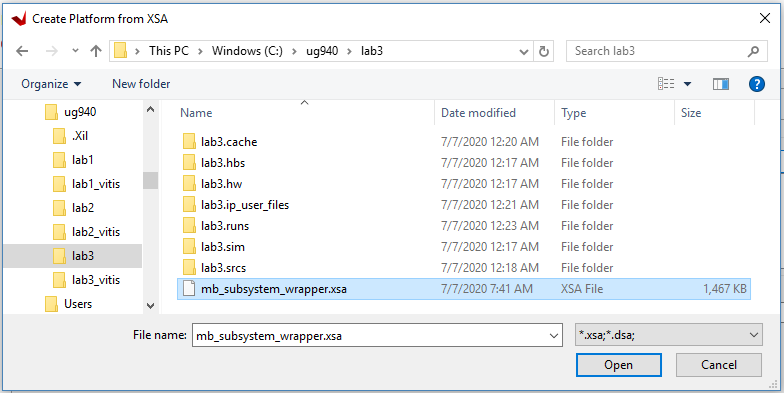 Create Platform from XSA
This PC > Windows (C:) > ug940 > lab3
Search lab3
Organize
New folder
?
ug940
.Xil
lab1
lab1_vitis
lab2
lab2_vitis
lab3
lab3_vitis
Users
Name Date modified Type Size
lab3.cache 7/7/2020 12:20 AM File folder
lab3.hbs 7/7/2020 12:17 AM File folder
lab3.hw 7/7/2020 12:17 AM File folder
lab3.ip_user_files 7/7/2020 12:21 AM File folder
lab3.runs 7/7/2020 12:23 AM File folder
lab3.sim 7/7/2020 12:17 AM File folder
lab3.srcs 7/7/2020 12:18 AM File folder
mb_subsystem_wrapper.xsa 7/7/2020 7:41 AM XSA File 1,467 KB
File name: mb_subsystem_wrapper.xsa *.xsa;*.dsa;
Open Cancel